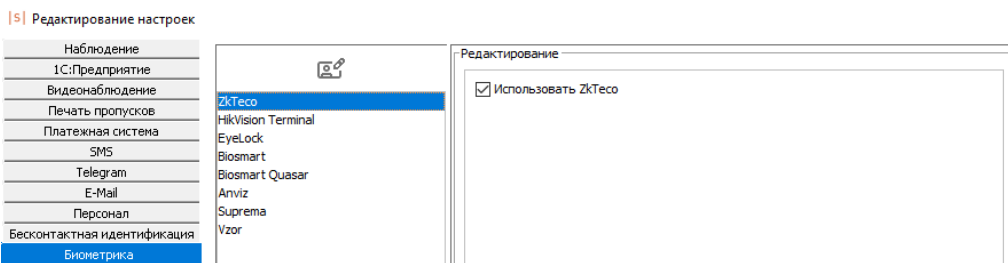 |S| Редактирование настроек
Наблюдение
1С:Предприятие
Видеонаблюдение
Печать пропусков
Платежная система
SMS
Telegram
E-Mail
Персонал
Бесконтактная идентификация
Биометрика
ZkTeco
HikVision Terminal
EyeLock
Biosmart
Biosmart Quasar
Anviz
Suprema
Vzor
Редактирование
Использовать ZkTeco